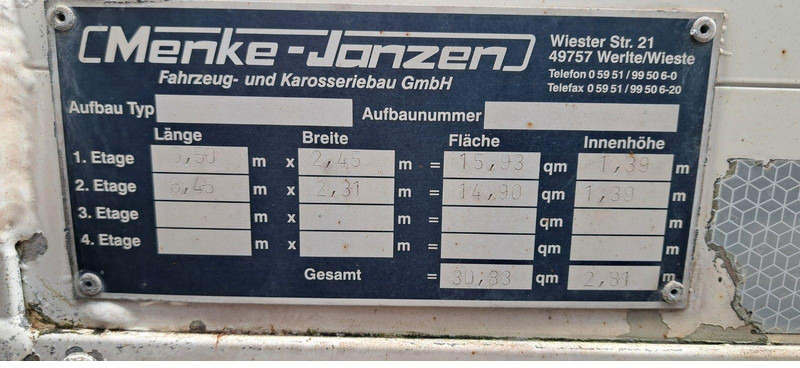 Menke-Janzen
Fahrzeug- und Karosseriebau GmbH
Wiester Str. 21
49757 Werlte/Wieste
Telefon 0 59 51 / 99 50 6-0
Telefax 0 59 51 / 99 50 6-20
Aufbau Typ Aufbaunummer
Länge Breite Fläche Innenhöhe
1. Etage 6,50 m x 2,45 m = 15,93 qm 1,39 m
2. Etage 6,45 m x 2,31 m = 14,90 qm 1,39 m
3. Etage m x m = qm m
4. Etage m x m = qm m
Gesamt = 30,83 qm 2,81 m